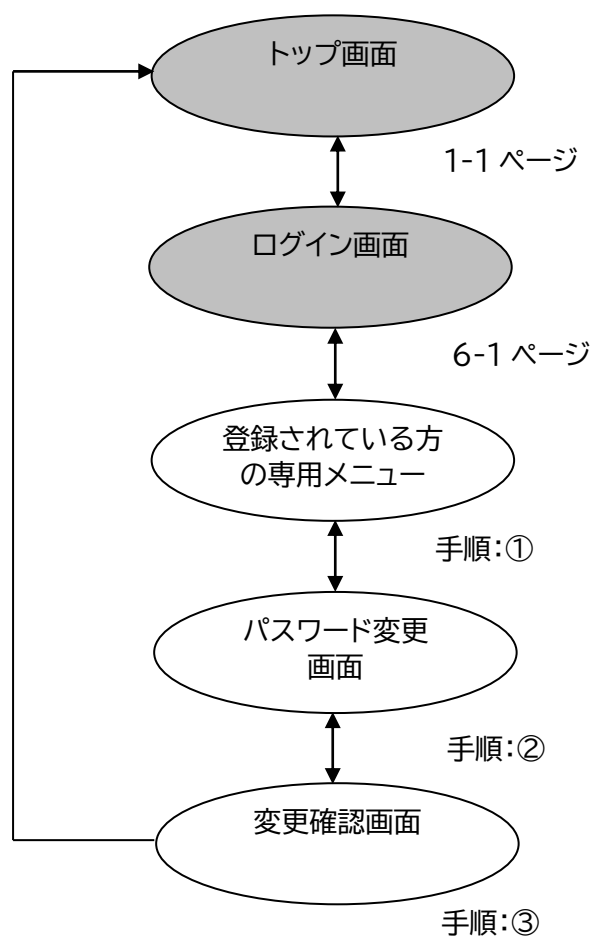 トップ画面
1-1 ページ
ログイン画面
6-1 ページ
登録されている方
の専用メニュー
手順:①
パスワード変更
画面
手順:②
変更確認画面
手順:③